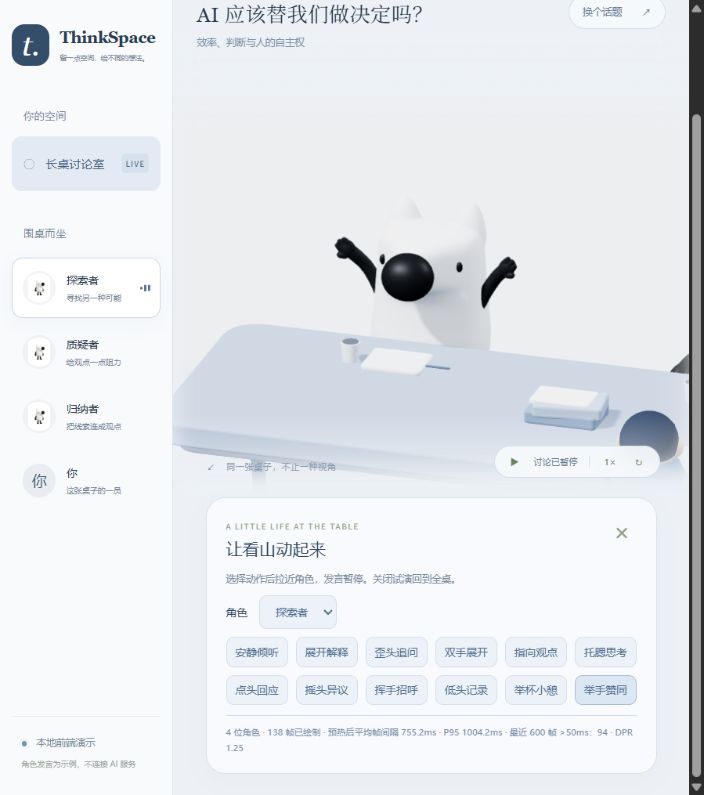 AI 应该替我们做决定吗？
换个话题 ↗
效率、判断与人的自主权
t.
ThinkSpace
留一点空间，给不同的想法。
你的空间
长桌讨论室 LIVE
围桌而坐
探索者
寻找另一种可能
质疑者
给观点一点阻力
归纳者
把线索连成观点
你
你
这张桌子的一员
本地前端演示
角色发言为示例，不连接 AI 服务
↙ 同一张桌子，不止一种视角
▶ 讨论已暂停 1× ↻
A LITTLE LIFE AT THE TABLE
让看山动起来
选择动作后拉近角色，发言暂停。关闭试演回到全桌。
角色 探索者
安静倾听 展开解释 歪头追问 双手展开 指向观点 托腮思考
点头回应 摇头异议 挥手招呼 低头记录 举杯小憩 举手赞同
4 位角色 · 138 帧已绘制 · 预热后平均帧间隔 755.2ms · P95 1004.2ms · 最近 600 帧 >50ms：94 · DPR
1.25